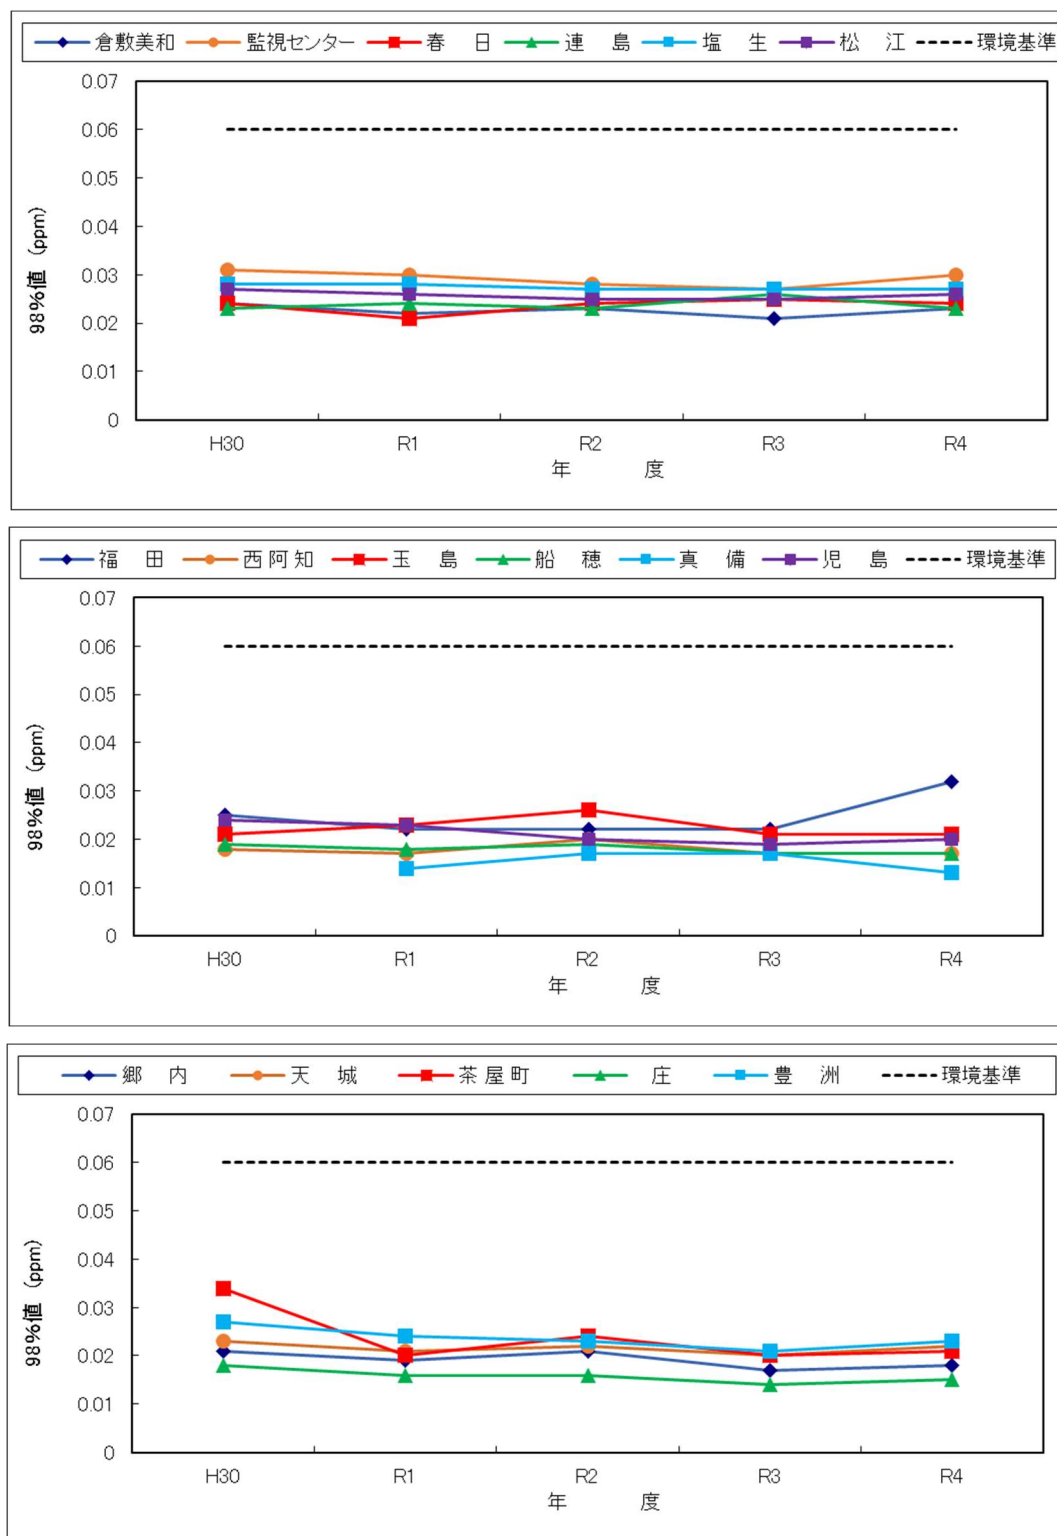 倉敷美和 監視センター 春 日 連 島 塩 生 松 江 環境基準
0.07
0.06
0.05
0.04
0.03
0.02
0.01
0
98%値 (ppm)
H30 R1 R2 R3 R4
年 度
福 田 西阿知 玉 島 船 穂 真 備 児 島 環境基準
0.07
0.06
0.05
0.04
0.03
0.02
0.01
0
98%値 (ppm)
H30 R1 R2 R3 R4
年 度
郷 内 天 城 茶屋町 庄 豊 洲 環境基準
0.07
0.06
0.05
0.04
0.03
0.02
0.01
0
98%値 (ppm)
H30 R1 R2 R3 R4
年 度